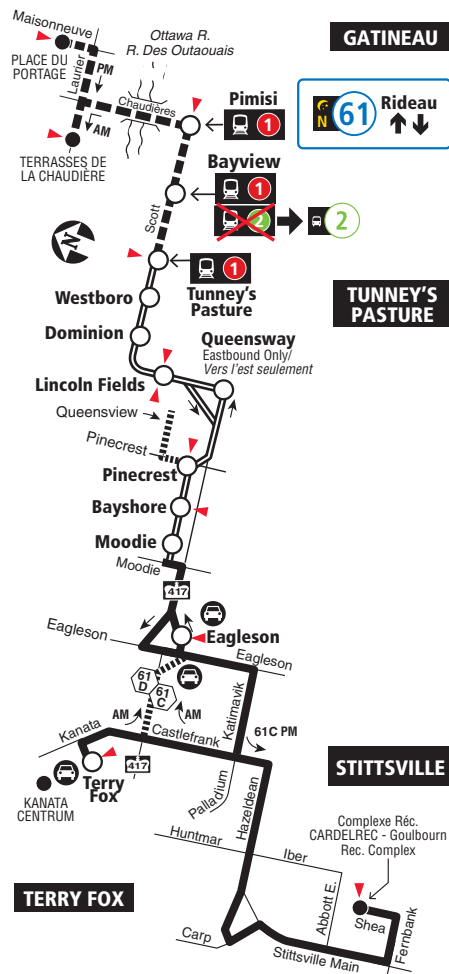 Maisonneuve
Ottawa R.
R. Des Outaouais
GATINEAU
PLACE DU
PORTAGE
Laurier
PM
Chaudières
AM
TERRASSES DE
LA CHAUDIÈRE
Pimisi
1
N
61
Rideau
Bayview
1
2
2
Scott
N
1
Tunney's
Pasture
TUNNEY'S
PASTURE
Westboro
Dominion
Queensway
Eastbound Only/
Vers l'est seulement
Lincoln Fields
Queensview
Pinecrest
Pinecrest
Bayshore
Moodie
Moodie
417
Eagleson
Eagleson
Eagleson
61
D
61
C
AM
AM
Katimavik
61C PM
Kanata
Castlefrank
417
Terry
Fox
KANATA
CENTRUM
Palladium
Hazeldean
STITTSVILLE
Huntmar
Iber
Complexe Réc.
CARDELREC - Goulbourn
Rec. Complex
Abbott E.
Shea
Fernbank
TERRY FOX
Carp
Stittsville Main